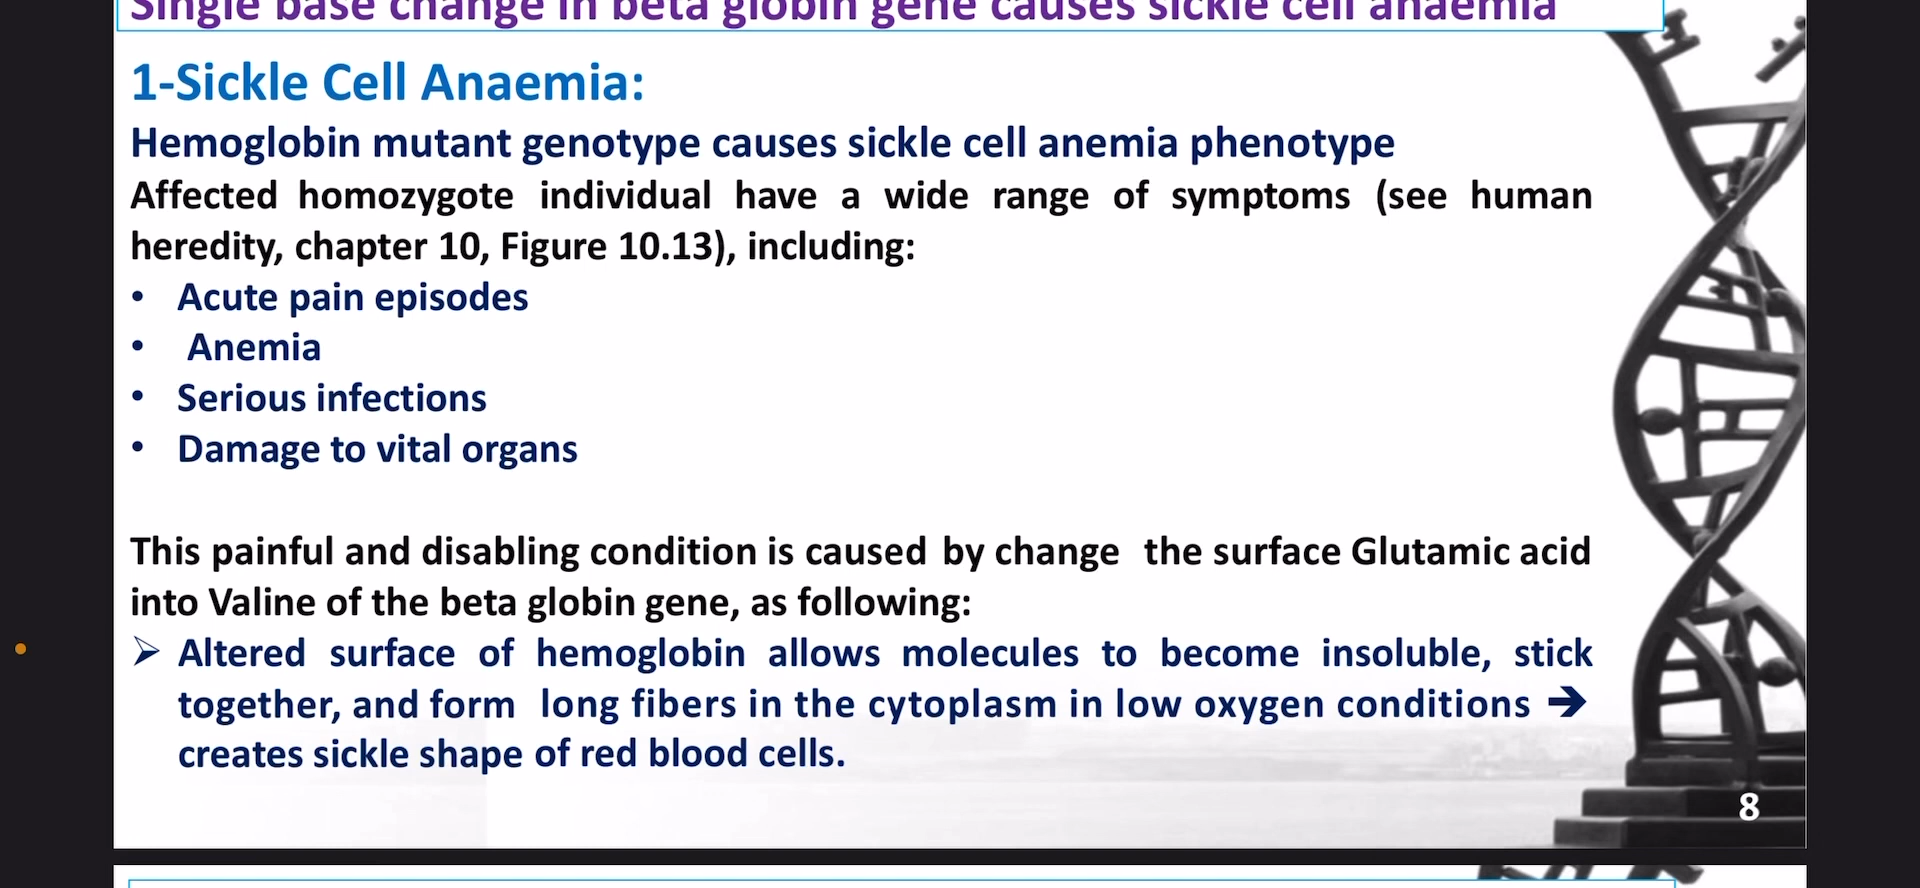 Single base change in beta globin gene causes sickle cell anaemia
1-Sickle Cell Anaemia:
Hemoglobin mutant genotype causes sickle cell anemia phenotype
Affected homozygote individual have a wide range of symptoms (see human
heredity, chapter 10, Figure 10.13), including:
• Acute pain episodes
• Anemia
• Serious infections
• Damage to vital organs
This painful and disabling condition is caused by change the surface Glutamic acid
into Valine of the beta globin gene, as following:
➢ Altered surface of hemoglobin allows molecules to become insoluble, stick
together, and form long fibers in the cytoplasm in low oxygen conditions ➔
creates sickle shape of red blood cells.
8